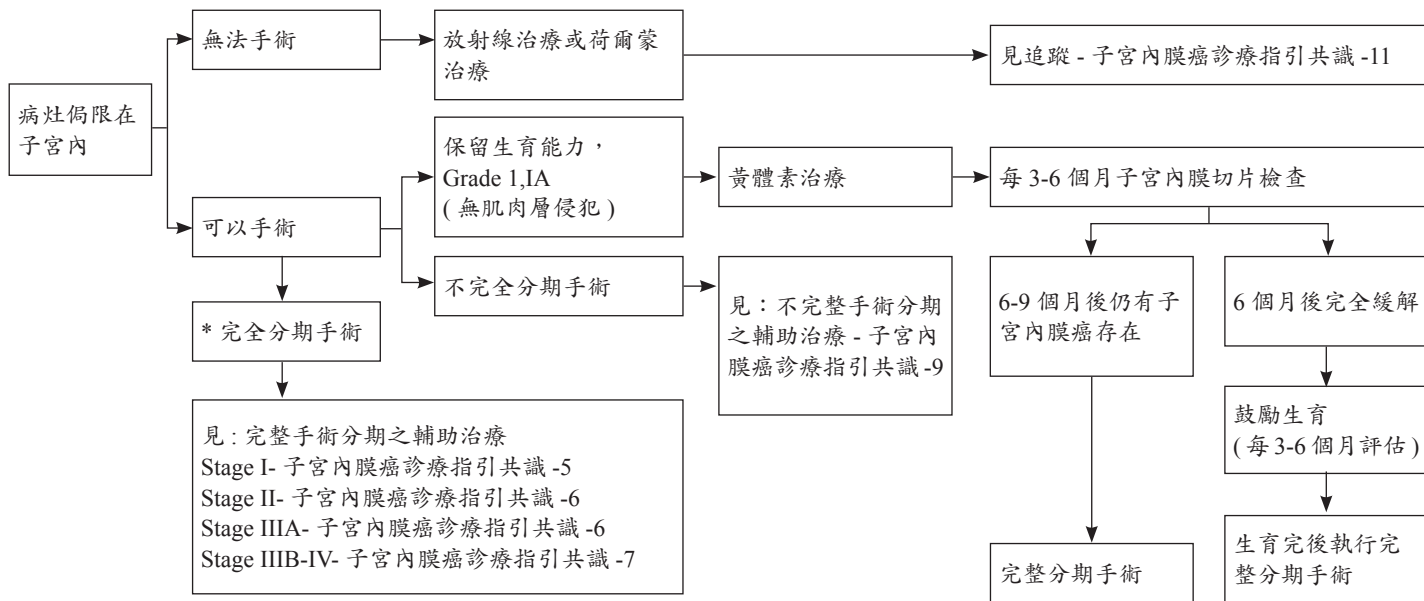 無法手術
放射線治療或荷爾蒙
治療
見追蹤 - 子宮內膜癌診療指引共識 -11
病灶侷限在
子宮內
保留生育能力，
Grade 1,IA
( 無肌肉層侵犯 )
黃體素治療
每 3-6 個月子宮內膜切片檢查
可以手術
不完全分期手術
見：不完整手術分期
之輔助治療 - 子宮內
膜癌診療指引共識 -9
6-9 個月後仍有子
宮內膜癌存在
6 個月後完全緩解
* 完全分期手術
鼓勵生育
( 每 3-6 個月評估 )
見 : 完整手術分期之輔助治療
Stage I- 子宮內膜癌診療指引共識 -5
Stage II- 子宮內膜癌診療指引共識 -6
Stage IIIA- 子宮內膜癌診療指引共識 -6
Stage IIIB-IV- 子宮內膜癌診療指引共識 -7
完整分期手術
生育完後執行完
整分期手術